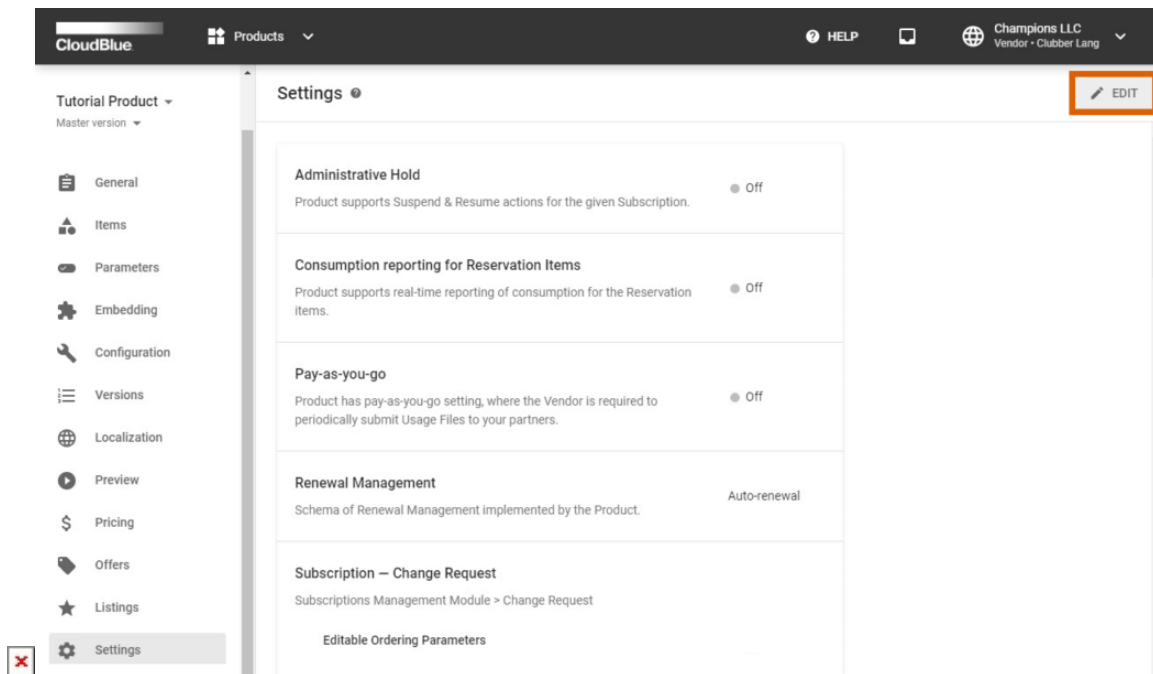 CloudBlue
Products
HELP
Champions LLC
Vendor • Clubber Lang
Tutorial Product
Master version
General
Items
Parameters
Embedding
Configuration
Versions
Localization
Preview
Pricing
Offers
Listings
Settings
Settings
EDIT
Administrative Hold
Product supports Suspend & Resume actions for the given Subscription.
Off
Consumption reporting for Reservation Items
Product supports real-time reporting of consumption for the Reservation
items.
Off
Pay-as-you-go
Product has pay-as-you-go setting, where the Vendor is required to
periodically submit Usage Files to your partners.
Off
Renewal Management
Schema of Renewal Management implemented by the Product.
Auto-renewal
Subscription — Change Request
Subscriptions Management Module > Change Request
Editable Ordering Parameters